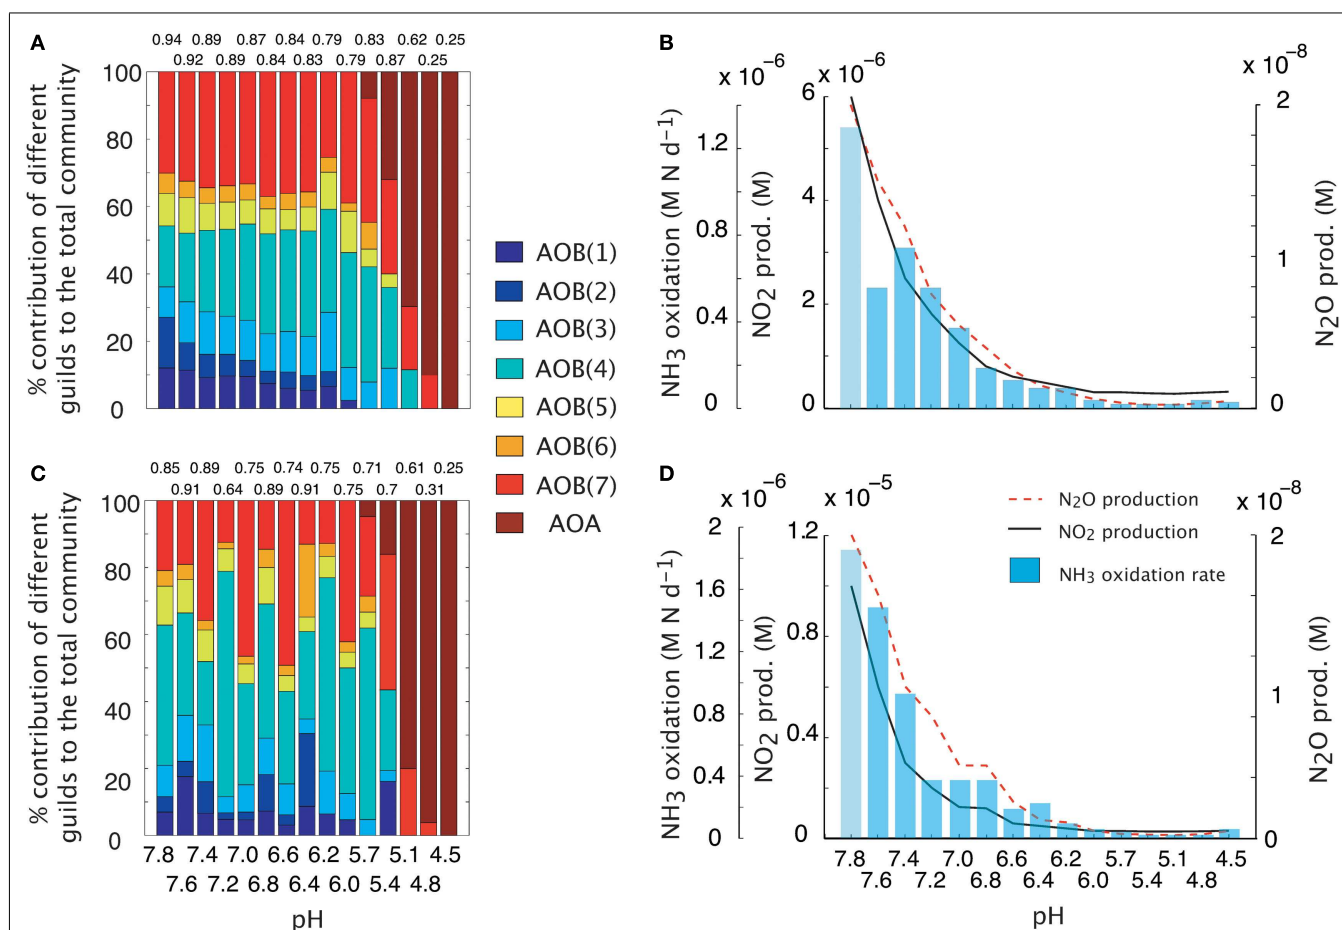 A
0.94 0.89 0.87 0.84 0.79 0.83 0.62 0.25
0.92 0.89 0.84 0.83 0.79 0.87 0.25
% contribution of different
guilds to the total community
100
80
60
40
20
0
AOB(1)
AOB(2)
AOB(3)
AOB(4)
AOB(5)
AOB(6)
AOB(7)
AOA
B
x 10⁻⁶
x 10⁻⁶
x 10⁻⁸
NH₃ oxidation (M N d⁻¹)
1.2
0.8
0.4
0
NO₂ prod. (M)
6
4
2
0
N₂O prod. (M)
2
1
0
C
0.85 0.89 0.75 0.74 0.75 0.71 0.61 0.25
0.91 0.64 0.89 0.91 0.75 0.7 0.31
% contribution of different
guilds to the total community
100
80
60
40
20
0
7.8 7.4 7.0 6.6 6.2 5.7 5.1 4.5
7.6 7.2 6.8 6.4 6.0 5.4 4.8
pH
D
x 10⁻⁶
x 10⁻⁵
x 10⁻⁸
N₂O production
NO₂ production
NH₃ oxidation rate
NH₃ oxidation (M N d⁻¹)
2
1.6
1.2
0.8
0.4
0
NO₂ prod. (M)
1.2
0.8
0.4
0
N₂O prod. (M)
2
1
0
7.8 7.4 7.0 6.6 6.2 5.7 5.1 4.5
7.6 7.2 6.8 6.4 6.0 5.4 4.8
pH